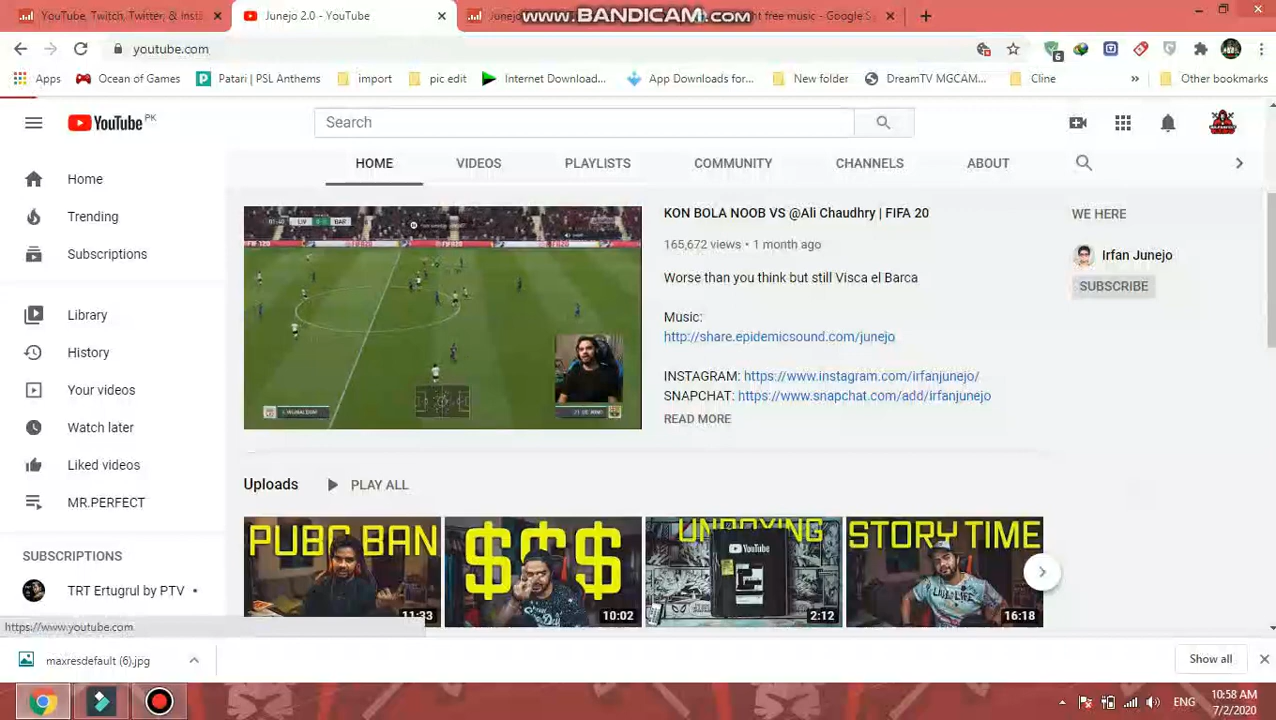 YouTube, Twitch, Twitter, & Insta
Junejo 2.0 - YouTube
Junejo
www.BANDICAM.com
ht free music - Google S
youtube.com
6
Apps
Ocean of Games
Patari | PSL Anthems
import
pic edit
Internet Download...
App Downloads for...
New folder
DreamTV MGCAM...
Cline
Other bookmarks
YouTube PK
Search
HOME
VIDEOS
PLAYLISTS
COMMUNITY
CHANNELS
ABOUT
Home
Trending
Subscriptions
Library
History
Your videos
Watch later
Liked videos
MR.PERFECT
SUBSCRIPTIONS
TRT Ertugrul by PTV
https://www.youtube.com
LIV
BAR
KON BOLA NOOB VS @Ali Chaudhry | FIFA 20
165,672 views • 1 month ago
Worse than you think but still Visca el Barca
Music:
http://share.epidemicsound.com/junejo
INSTAGRAM: https://www.instagram.com/irfanjunejo/
SNAPCHAT: https://www.snapchat.com/add/irfanjunejo
READ MORE
WE HERE
Irfan Junejo
SUBSCRIBE
Uploads
PLAY ALL
PUBG BAN
11:33
$$$
10:02
UNBOXING
YouTube
2:12
STORY TIME
16:18
maxresdefault (6).jpg
Show all
ENG
10:58 AM
7/2/2020